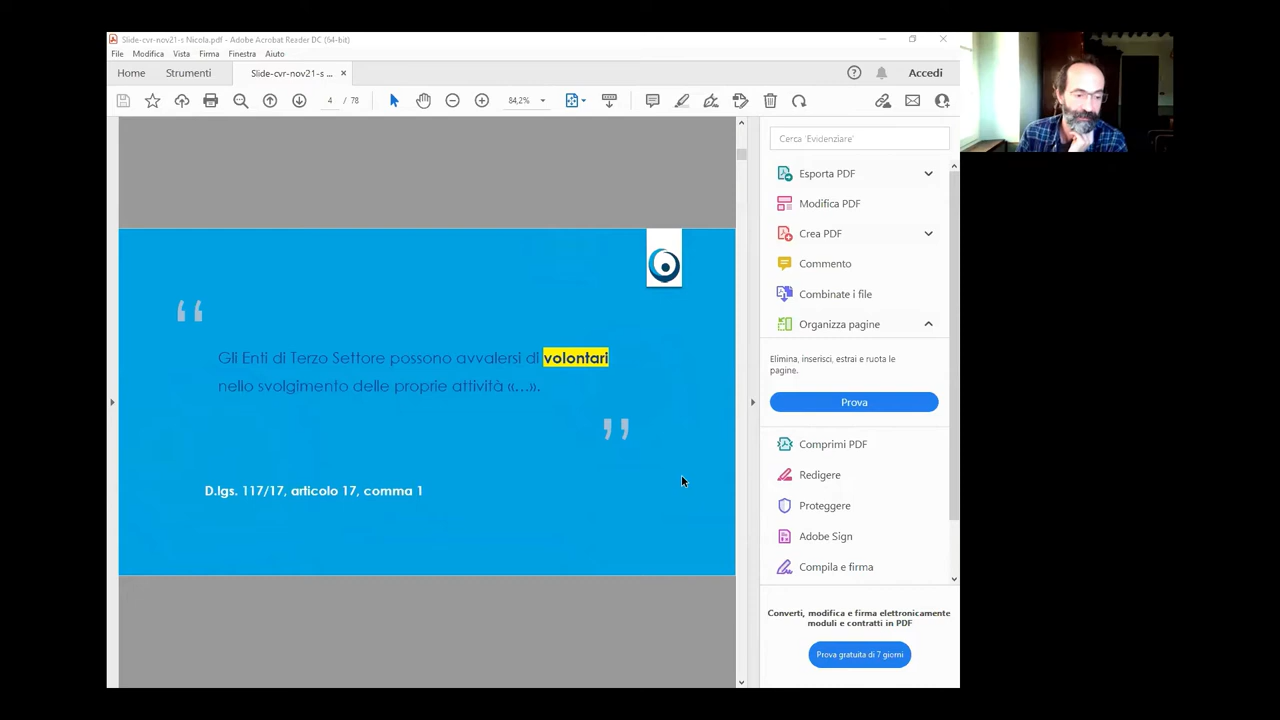 Slide-cvr-nov21-s Nicola.pdf - Adobe Acrobat Reader DC (64-bit)
File Modifica Vista Firma Finestra Aiuto
Home Strumenti Slide-cvr-nov21-s ... × Accedi
4 / 78 84,2%
Cerca 'Evidenziare'
Esporta PDF
Modifica PDF
Crea PDF
Commento
Combinate i file
Organizza pagine
Elimina, inserisci, estrai e ruota le
pagine.
Prova
Comprimi PDF
Redigere
Proteggere
Adobe Sign
Compila e firma
Converti, modifica e firma elettronicamente
moduli e contratti in PDF
Prova gratuita di 7 giorni
“
Gli Enti di Terzo Settore possono avvalersi di volontari
nello svolgimento delle proprie attività «...».
”
D.lgs. 117/17, articolo 17, comma 1